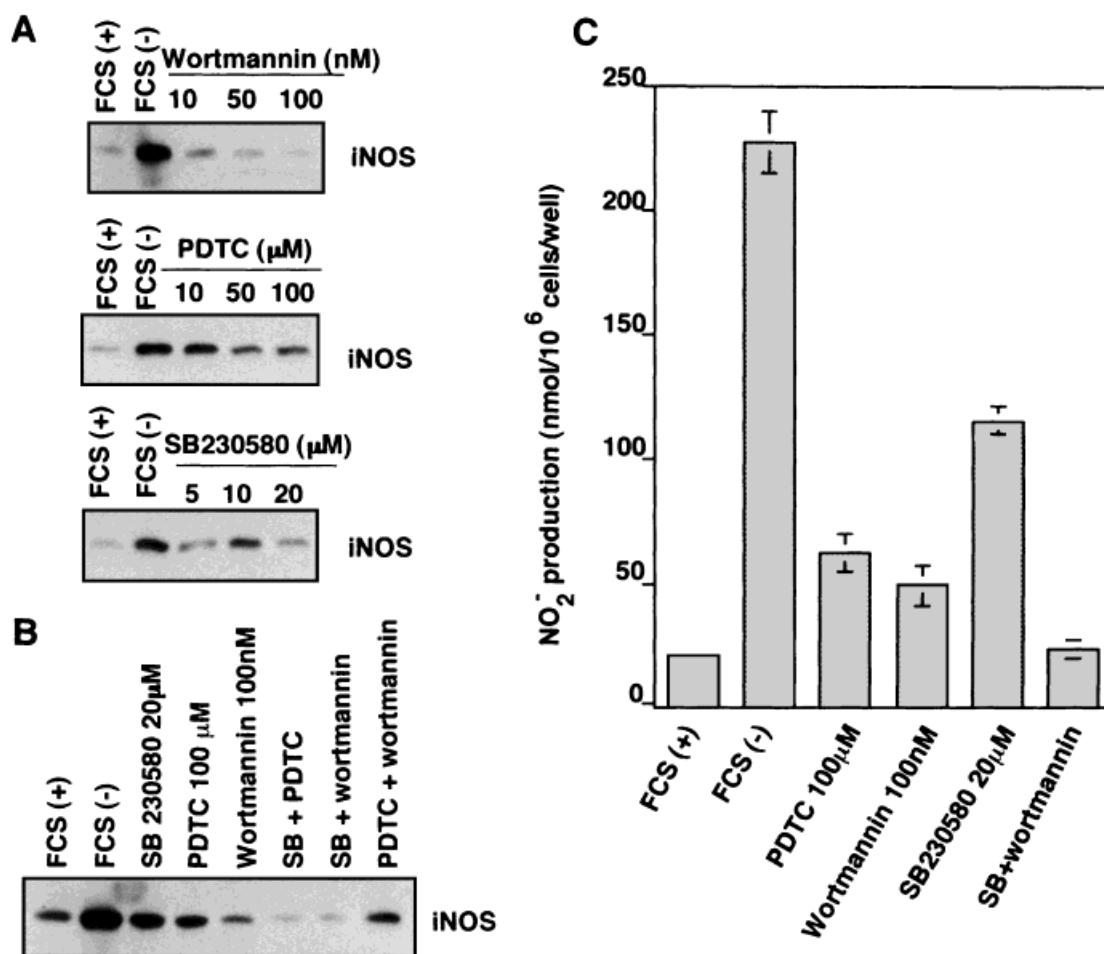 A
FCS (+)
FCS (-)
Wortmannin (nM)
10 50 100
iNOS
FCS (+)
FCS (-)
PDTC (μM)
10 50 100
iNOS
FCS (+)
FCS (-)
SB230580 (μM)
5 10 20
iNOS
B
FCS (+)
FCS (-)
SB 230580 20μM
PDTC 100 μM
Wortmannin 100nM
SB + PDTC
SB + wortmannin
PDTC + wortmannin
iNOS
C
NO2- production (nmol/10 6 cells/well)
250
200
150
100
50
0
FCS (+)
FCS (-)
PDTC 100μM
Wortmannin 100nM
SB230580 20μM
SB+wortmannin